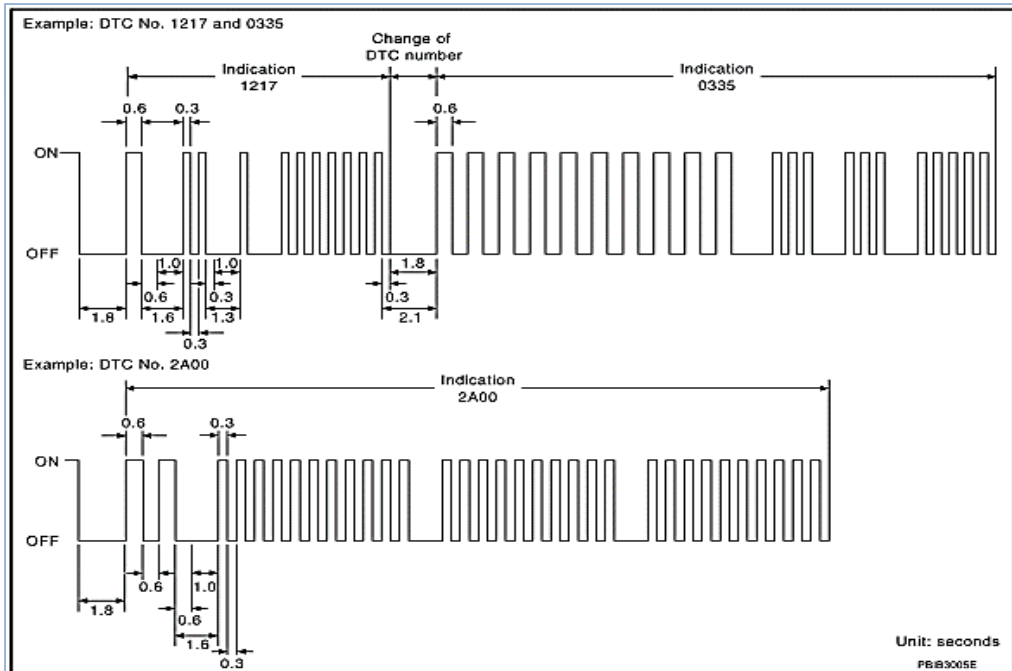 Example: DTC No. 1217 and 0335
Change of
DTC number
Indication
1217
Indication
0335
0.6 0.3 0.6
ON
OFF
1.0 1.0 1.8
0.6 0.3 0.3
1.8 1.6 1.3 2.1
0.3
Example: DTC No. 2A00
Indication
2A00
0.6 0.3
ON
OFF
0.6 1.0
1.8 0.6
1.6
0.3
Unit: seconds
PBIB3005E